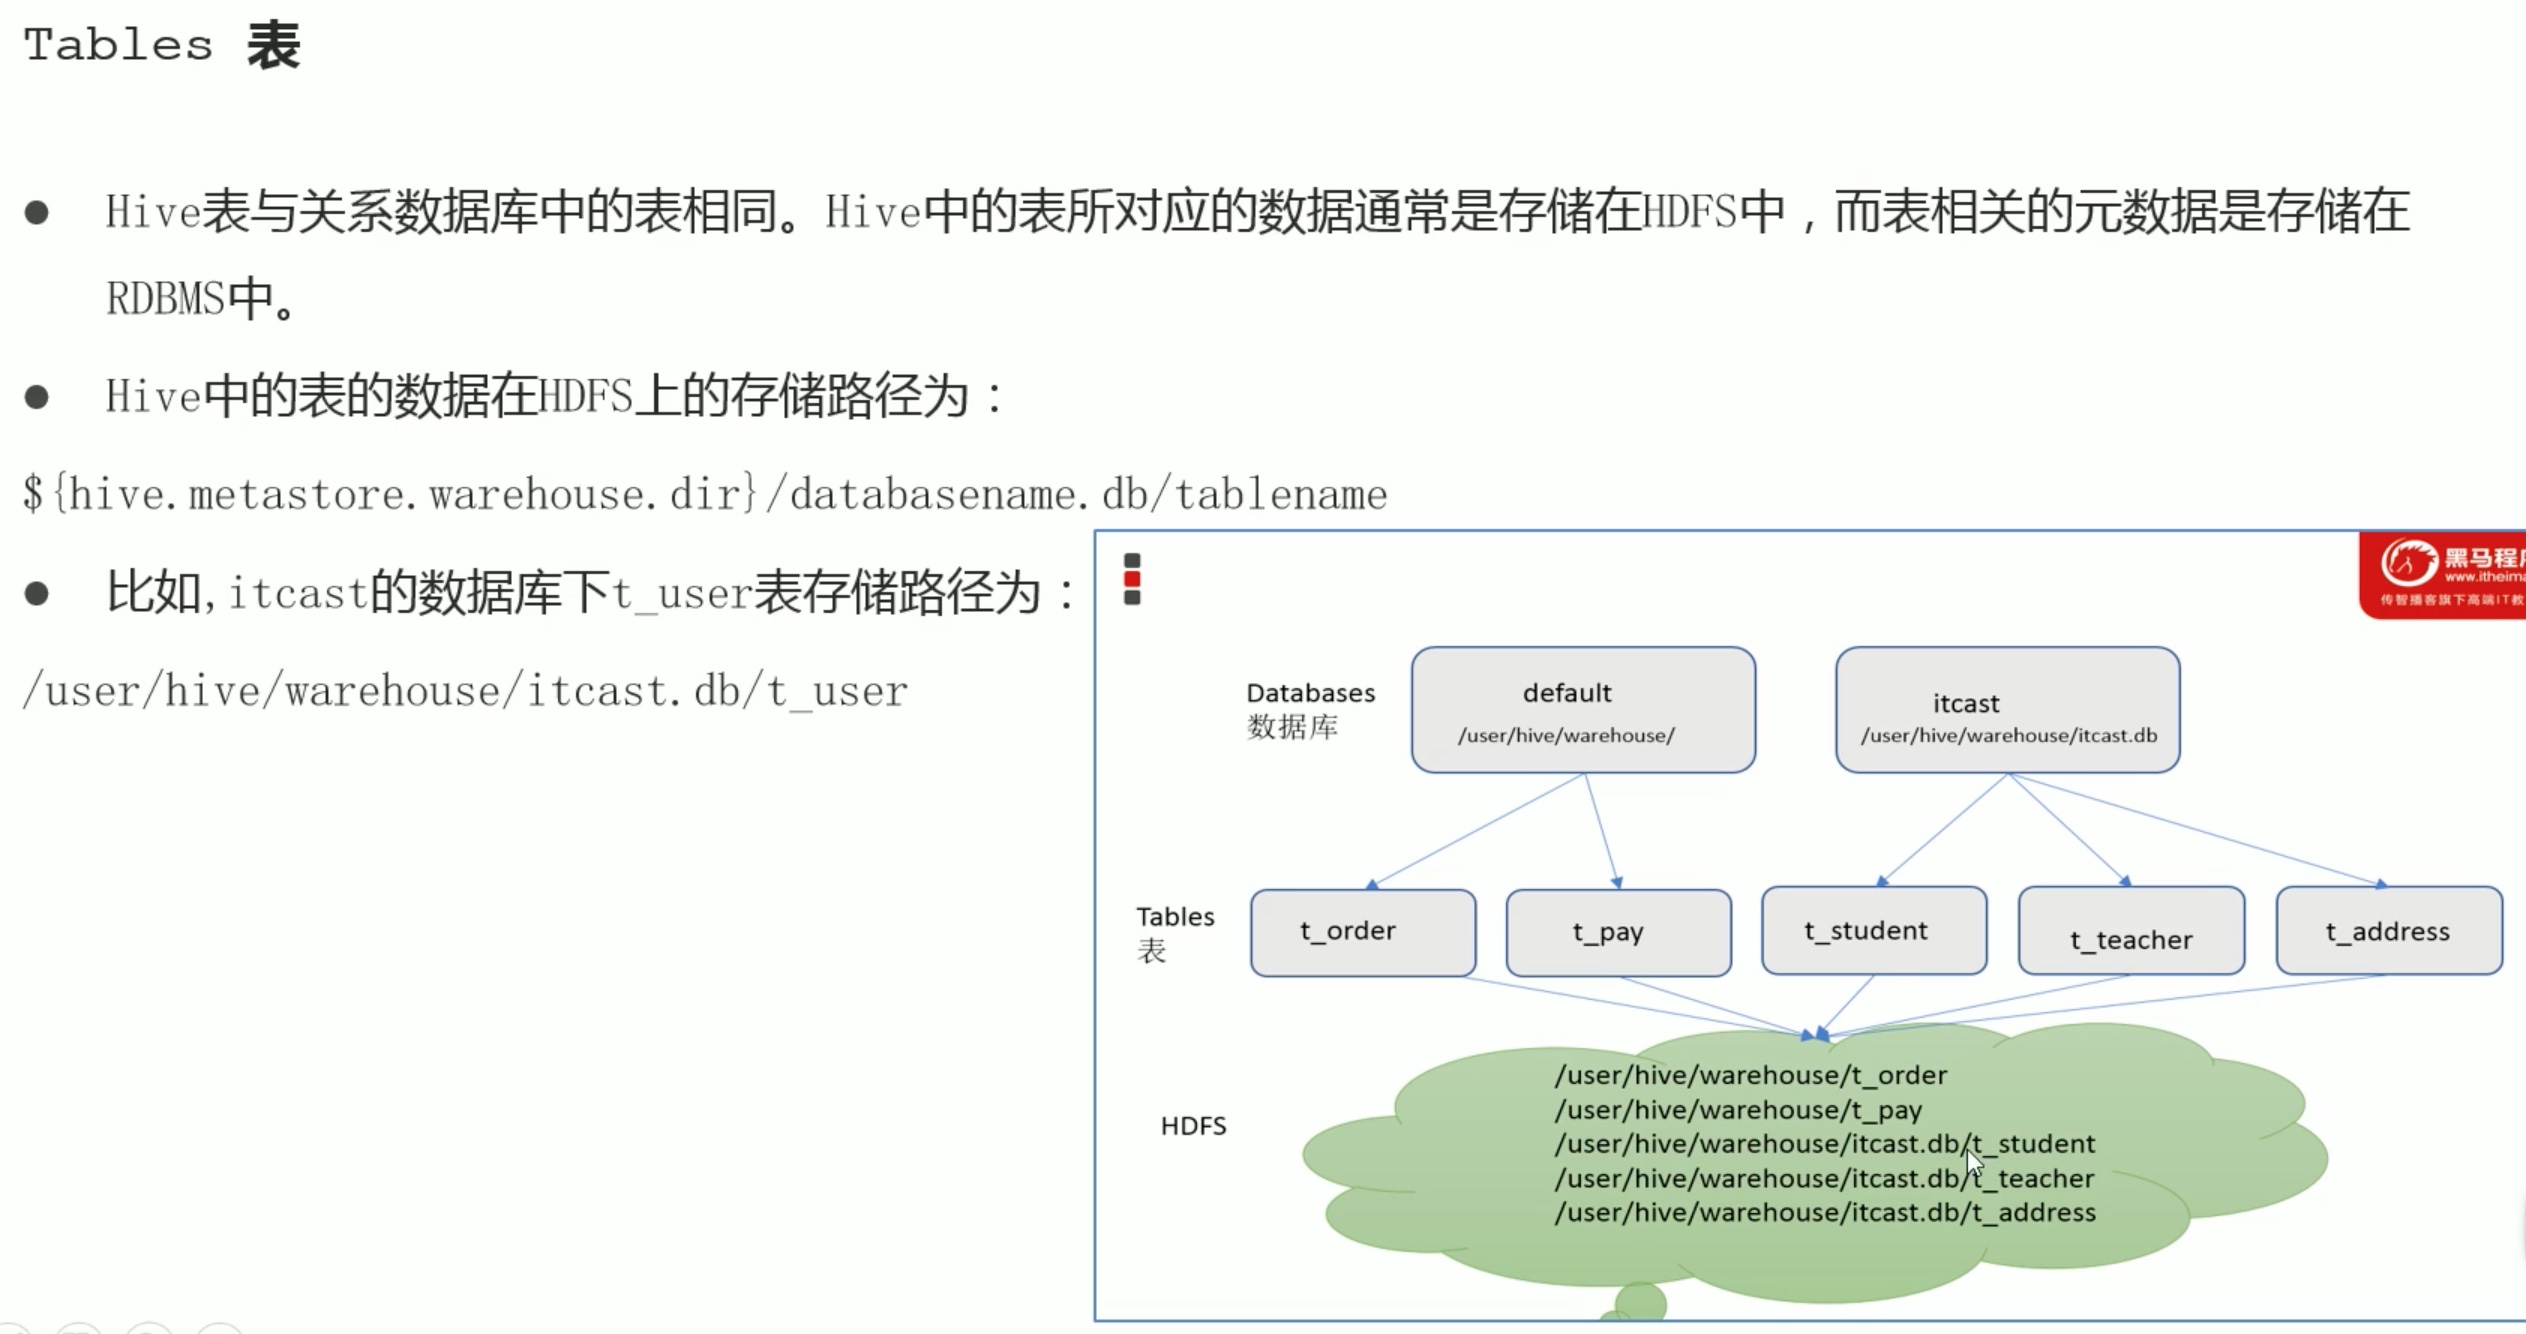 Tables 表
● Hive表与关系数据库中的表相同。Hive中的表所对应的数据通常是存储在HDFS中，而表相关的元数据是存储在
RDBMS中。
● Hive中的表的数据在HDFS上的存储路径为：
${hive.metastore.warehouse.dir}/databasename.db/tablename
● 比如,itcast的数据库下t_user表存储路径为：
/user/hive/warehouse/itcast.db/t_user
黑马程
www.itheima
传智播客旗下高端IT教
Databases
数据库
default
/user/hive/warehouse/
itcast
/user/hive/warehouse/itcast.db
Tables
表
t_order
t_pay
t_student
t_teacher
t_address
HDFS
/user/hive/warehouse/t_order
/user/hive/warehouse/t_pay
/user/hive/warehouse/itcast.db/t_student
/user/hive/warehouse/itcast.db/t_teacher
/user/hive/warehouse/itcast.db/t_address